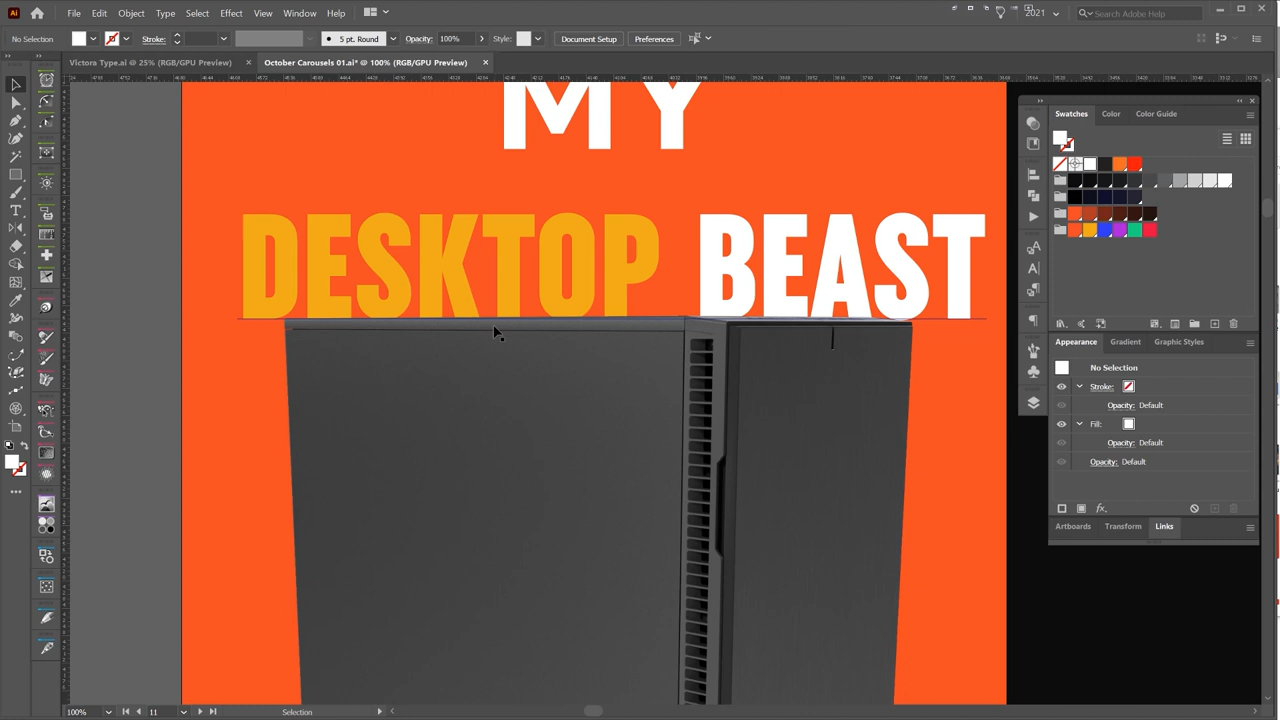 Ai
File Edit Object Type Select Effect View Window Help
2021
Search Adobe Help
No Selection
Stroke:
5 pt. Round
Opacity: 100%
Style:
Document Setup
Preferences
Victora Type.ai @ 25% (RGB/GPU Preview)
October Carousels 01.ai* @ 100% (RGB/GPU Preview)
MY
DESKTOP BEAST
Swatches Color Color Guide
Appearance Gradient Graphic Styles
No Selection
Stroke:
Opacity: Default
Fill:
Opacity: Default
Opacity: Default
fx
Artboards Transform Links
100%
11
Selection